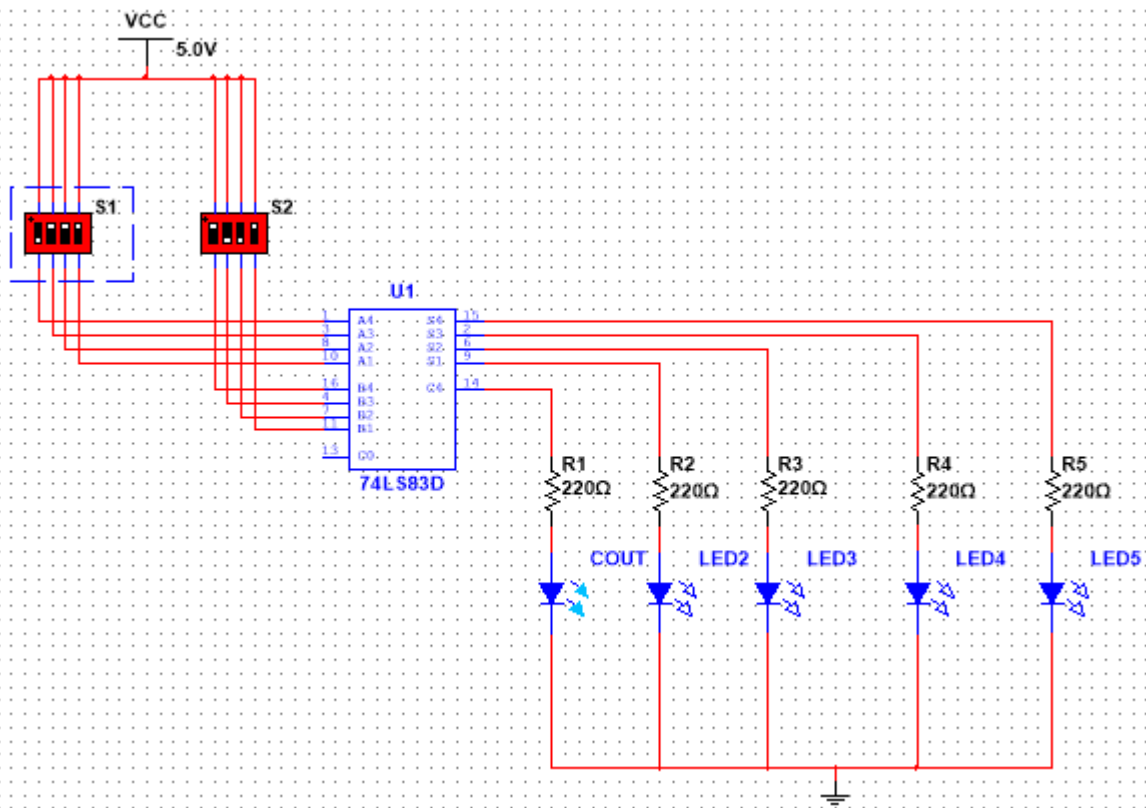 VCC
5.0V
S1
S2
U1
1 A4 S4 15
3 A3 S3 2
8 A2 S2 6
10 A1 S1 9
16 B4 C4 14
4 B3
7 B2
11 B1
13 C0
74LS83D
R1 R2 R3 R4 R5
220Ω 220Ω 220Ω 220Ω 220Ω
COUT LED2 LED3 LED4 LED5